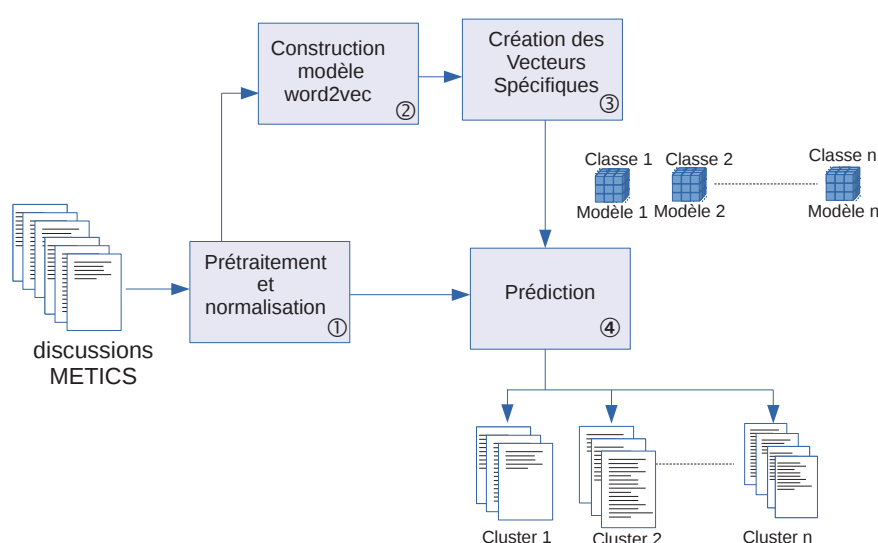 Construction
modèle
word2vec
②
Création des
Vecteurs
Spécifiques
③
Classe 1
Classe 2
Classe n
Modèle 1
Modèle 2
Modèle n
Prétraitement
et
normalisation
①
Prédiction
④
discussions
METICS
Cluster 1
Cluster 2
Cluster n